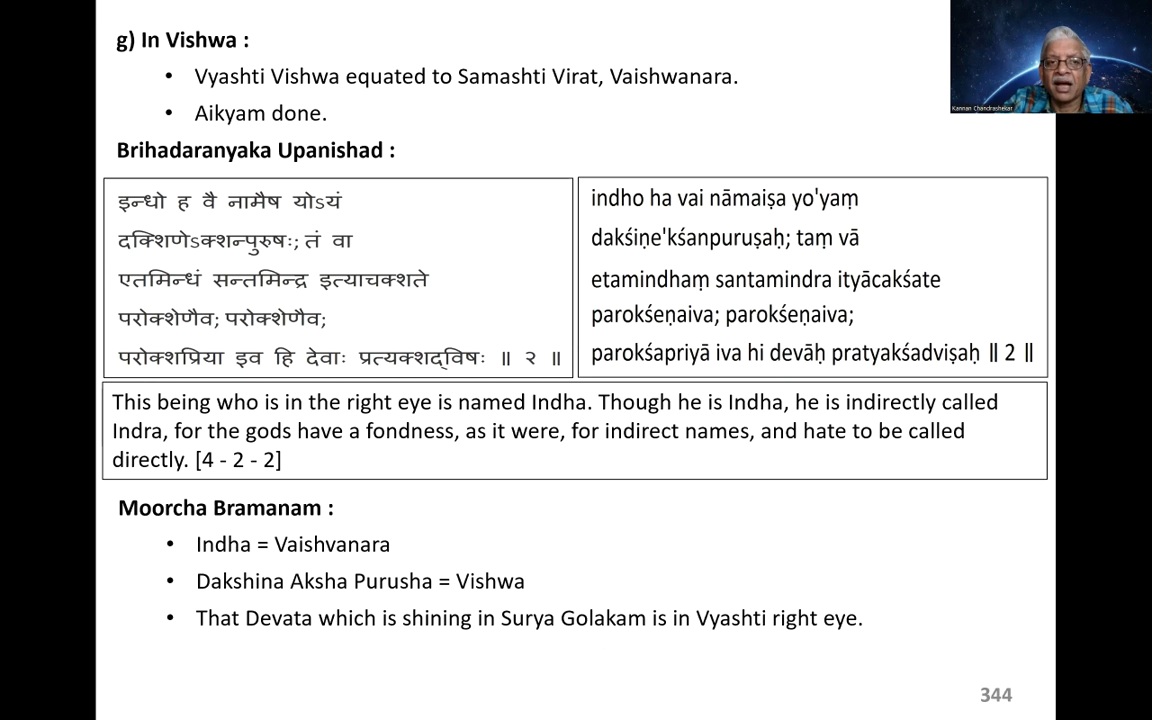 g) In Vishwa :
• Vyashti Vishwa equated to Samashti Virat, Vaishwanara.
• Aikyam done.
Kannan Chandrashekar
Brihadaranyaka Upanishad :
इन्धो ह वै नामैष योऽयं
दक्शिणेऽक्शन्पुरुषः; तं वा
एतमिन्धं सन्तमिन्द्र इत्याचक्शते
परोक्शेणैव; परोक्शेणैव;
परोक्शप्रिया इव हि देवाः प्रत्यक्शद्विषः ॥ २ ॥
indho ha vai nāmaiṣa yo'yaṃ
dakśiṇe'kśanpuruṣaḥ; taṃ vā
etamindhaṃ santamindra ityācakśate
parokśeṇaiva; parokśeṇaiva;
parokśapriyā iva hi devāḥ pratyakśadviṣaḥ ॥ 2 ॥
This being who is in the right eye is named Indha. Though he is Indha, he is indirectly called
Indra, for the gods have a fondness, as it were, for indirect names, and hate to be called
directly. [4 - 2 - 2]
Moorcha Bramanam :
• Indha = Vaishvanara
• Dakshina Aksha Purusha = Vishwa
• That Devata which is shining in Surya Golakam is in Vyashti right eye.
344